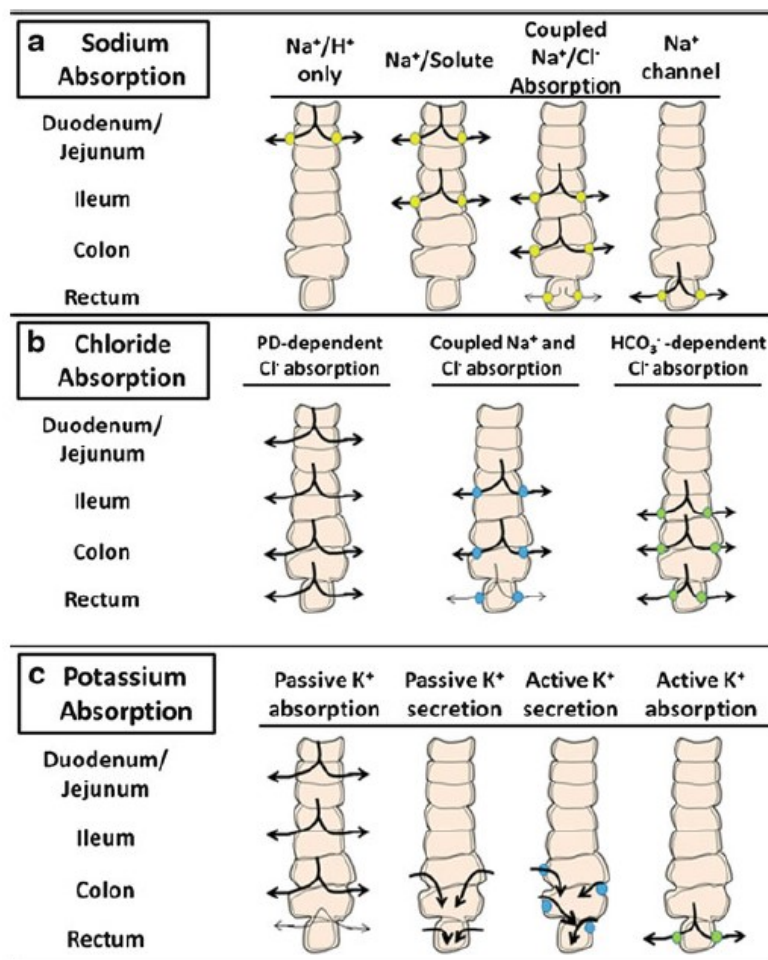 a Sodium
Absorption
Na⁺/H⁺
only
Na⁺/Solute
Coupled
Na⁺/Cl⁻
Absorption
Na⁺
channel
Duodenum/
Jejunum
Ileum
Colon
Rectum
b Chloride
Absorption
PD-dependent
Cl⁻ absorption
Coupled Na⁺ and
Cl⁻ absorption
HCO₃⁻ -dependent
Cl⁻ absorption
Duodenum/
Jejunum
Ileum
Colon
Rectum
c Potassium
Absorption
Passive K⁺
absorption
Passive K⁺
secretion
Active K⁺
secretion
Active K⁺
absorption
Duodenum/
Jejunum
Ileum
Colon
Rectum